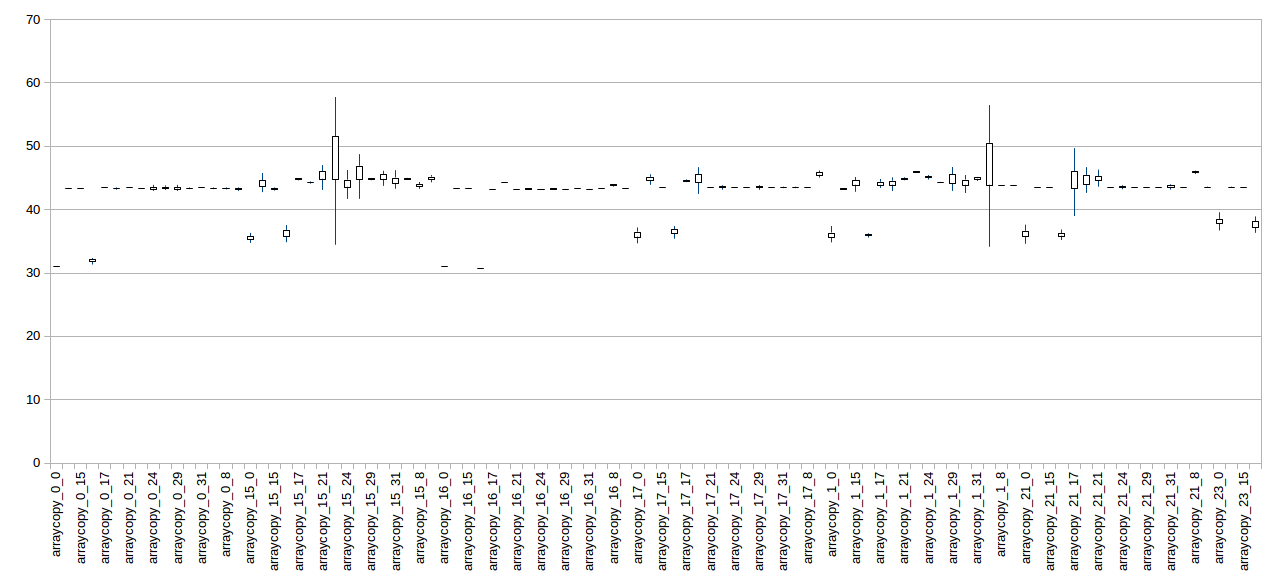 70
60
50
40
30
20
10
0
arraycopy_0_0
arraycopy_0_15
arraycopy_0_17
arraycopy_0_21
arraycopy_0_24
arraycopy_0_29
arraycopy_0_31
arraycopy_0_8
arraycopy_15_0
arraycopy_15_15
arraycopy_15_17
arraycopy_15_21
arraycopy_15_24
arraycopy_15_29
arraycopy_15_31
arraycopy_15_8
arraycopy_16_0
arraycopy_16_15
arraycopy_16_21
arraycopy_16_24
arraycopy_16_29
arraycopy_16_31
arraycopy_16_8
arraycopy_17_0
arraycopy_17_15
arraycopy_17_17
arraycopy_17_21
arraycopy_17_24
arraycopy_17_29
arraycopy_17_31
arraycopy_17_8
arraycopy_1_0
arraycopy_1_15
arraycopy_1_17
arraycopy_1_21
arraycopy_1_24
arraycopy_1_29
arraycopy_1_31
arraycopy_1_8
arraycopy_21_0
arraycopy_21_15
arraycopy_21_17
arraycopy_21_21
arraycopy_21_24
arraycopy_21_29
arraycopy_21_31
arraycopy_21_8
arraycopy_23_0
arraycopy_23_15